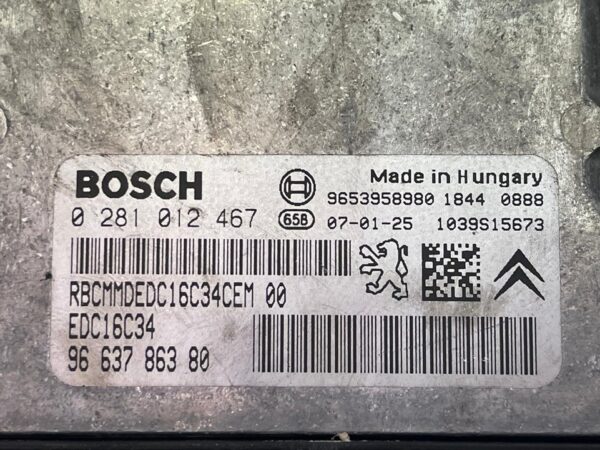 BOSCH
Made in Hungary
9653958980 1844 0888
0 281 012 467 65B 07-01-25 1039S15673
RBCMMDEDC16C34CEM 00
EDC16C34
96 637 863 80